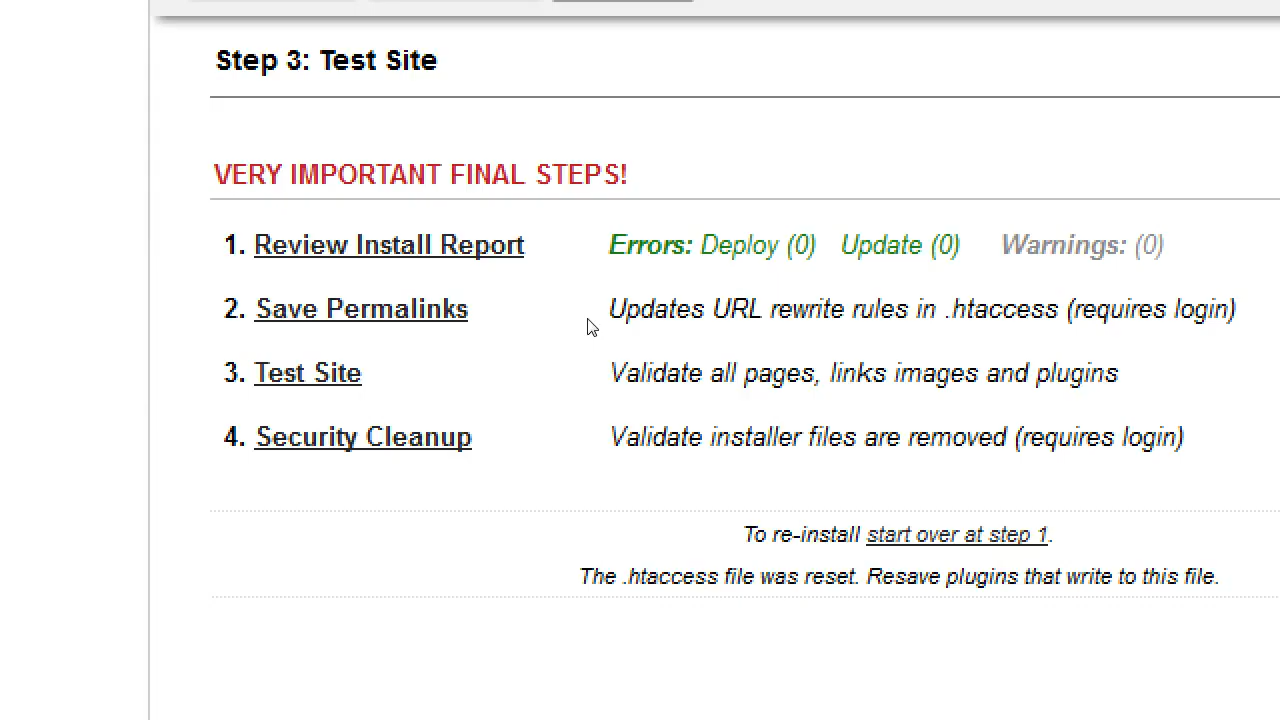 Step 3: Test Site
VERY IMPORTANT FINAL STEPS!
1. Review Install Report Errors: Deploy (0) Update (0) Warnings: (0)
2. Save Permalinks Updates URL rewrite rules in .htaccess (requires login)
3. Test Site Validate all pages, links images and plugins
4. Security Cleanup Validate installer files are removed (requires login)
To re-install start over at step 1.
The .htaccess file was reset. Resave plugins that write to this file.